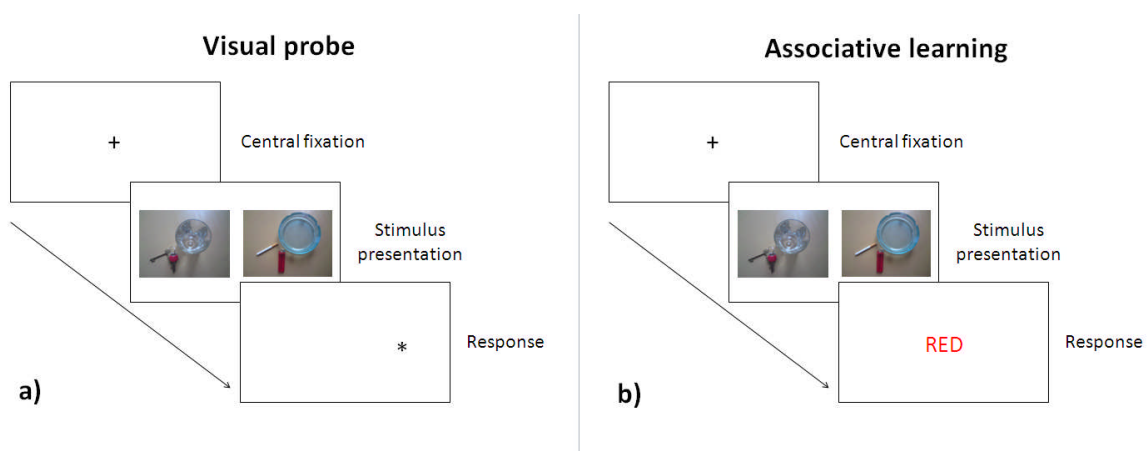 Visual probe
+
Central fixation
Stimulus
presentation
*
Response
a)
Associative learning
+
Central fixation
Stimulus
presentation
RED
Response
b)